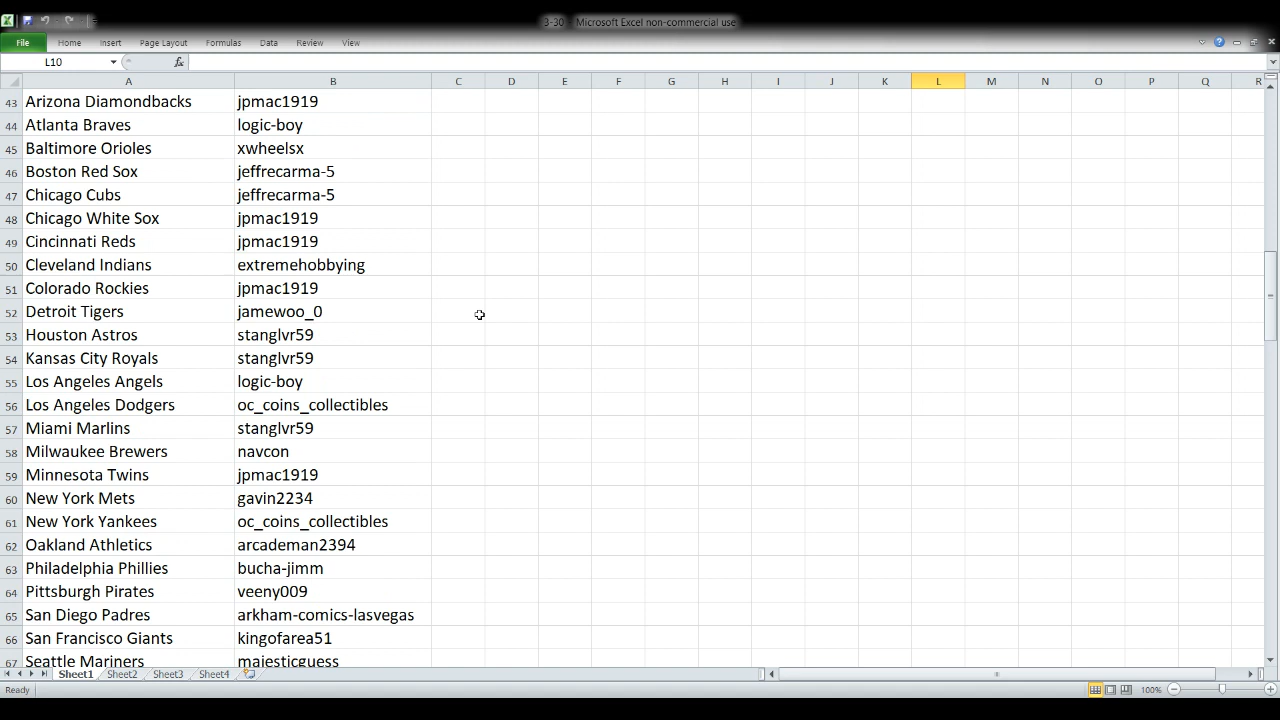 3-30 Microsoft Excel non-commercial use
File Home Insert Page Layout Formulas Data Review View
L10 fx
A B C D E F G H I J K L M N O P Q R
43 Arizona Diamondbacks jpmac1919
44 Atlanta Braves logic-boy
45 Baltimore Orioles xwheelsx
46 Boston Red Sox jeffrecarma-5
47 Chicago Cubs jeffrecarma-5
48 Chicago White Sox jpmac1919
49 Cincinnati Reds jpmac1919
50 Cleveland Indians extremehobbying
51 Colorado Rockies jpmac1919
52 Detroit Tigers jamewoo_0
53 Houston Astros stanglvr59
54 Kansas City Royals stanglvr59
55 Los Angeles Angels logic-boy
56 Los Angeles Dodgers oc_coins_collectibles
57 Miami Marlins stanglvr59
58 Milwaukee Brewers navcon
59 Minnesota Twins jpmac1919
60 New York Mets gavin2234
61 New York Yankees oc_coins_collectibles
62 Oakland Athletics arcademan2394
63 Philadelphia Phillies bucha-jimm
64 Pittsburgh Pirates veeny009
65 San Diego Padres arkham-comics-lasvegas
66 San Francisco Giants kingofarea51
67 Seattle Mariners majesticguess
Sheet1 Sheet2 Sheet3 Sheet4
Ready 100%